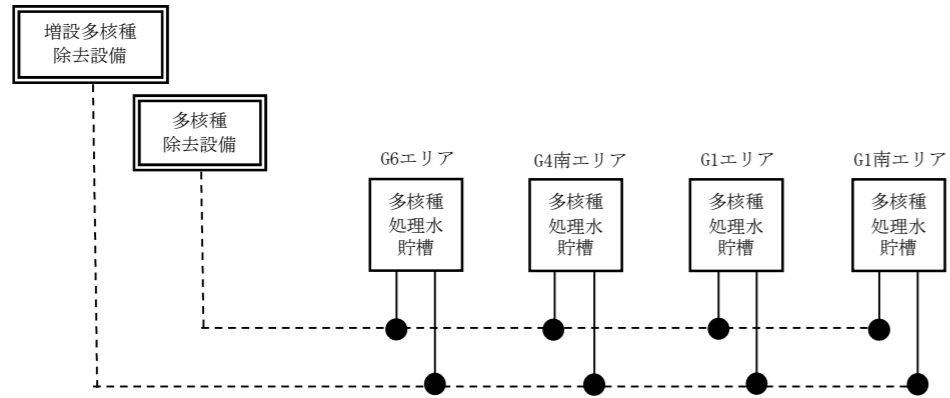 増設多核種
除去設備
多核種
除去設備
G6エリア
多核種
処理水
貯槽
G4南エリア
多核種
処理水
貯槽
G1エリア
多核種
処理水
貯槽
G1南エリア
多核種
処理水
貯槽